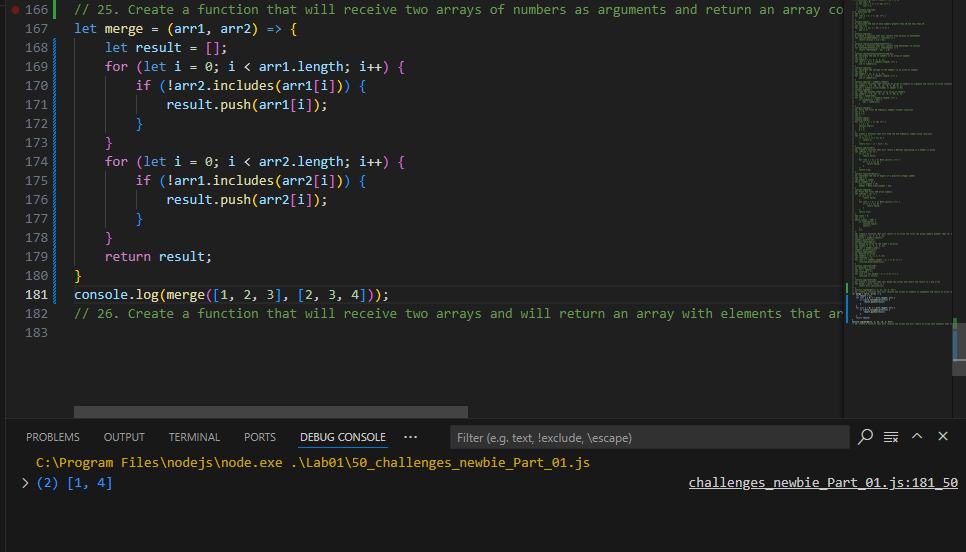 166 // 25. Create a function that will receive two arrays of numbers as arguments and return an array co
167 let merge = (arr1, arr2) => {
168     let result = [];
169     for (let i = 0; i < arr1.length; i++) {
170         if (!arr2.includes(arr1[i])) {
171             result.push(arr1[i]);
172         }
173     }
174     for (let i = 0; i < arr2.length; i++) {
175         if (!arr1.includes(arr2[i])) {
176             result.push(arr2[i]);
177         }
178     }
179     return result;
180 }
181 console.log(merge([1, 2, 3], [2, 3, 4]));
182 // 26. Create a function that will receive two arrays and will return an array with elements that ar
183
PROBLEMS OUTPUT TERMINAL PORTS DEBUG CONSOLE ··· Filter (e.g. text, !exclude, \escape)
C:\Program Files\nodejs\node.exe .\Lab01\50_challenges_newbie_Part_01.js
(2) [1, 4] challenges_newbie_Part_01.js:181_50